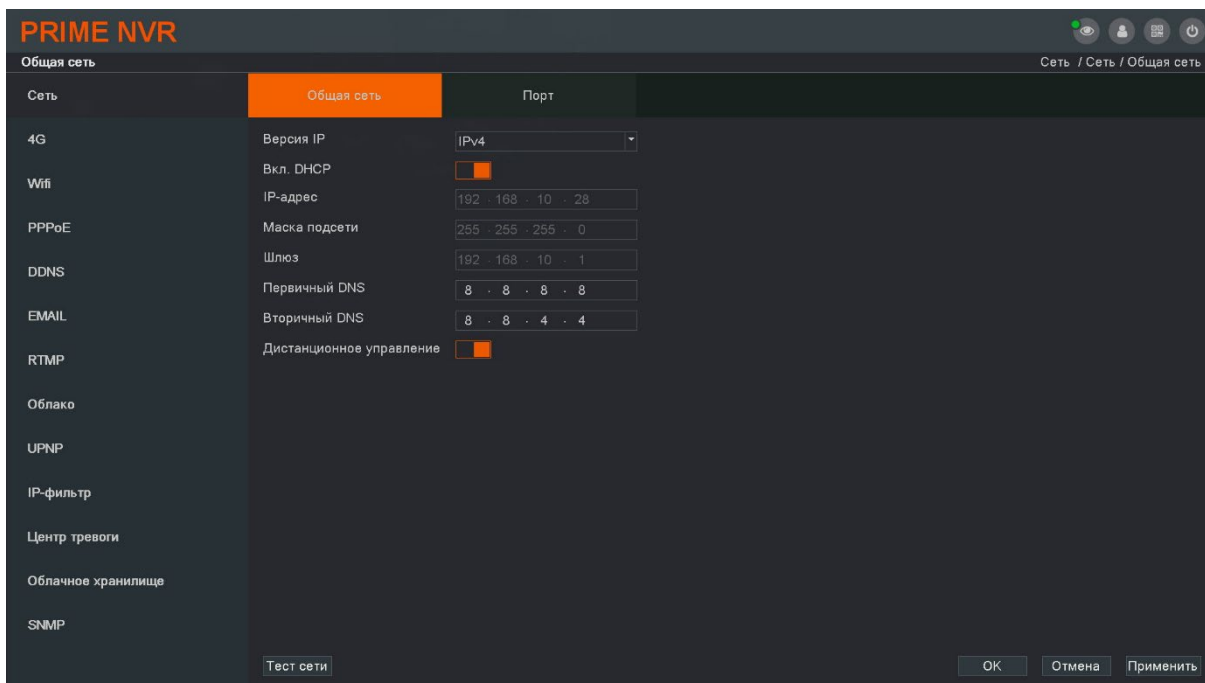 PRIME NVR
Общая сеть
Сеть / Сеть / Общая сеть
Сеть
Общая сеть
Порт
4G
Wifi
PPPoE
DDNS
EMAIL
RTMP
Облако
UPNP
IP-фильтр
Центр тревоги
Облачное хранилище
SNMP
Версия IP
IPv4
Вкл. DHCP
IP-адрес
192 . 168 . 10 . 28
Маска подсети
255 . 255 . 255 . 0
Шлюз
192 . 168 . 10 . 1
Первичный DNS
8 . 8 . 8 . 8
Вторичный DNS
8 . 8 . 4 . 4
Дистанционное управление
Тест сети
OK
Отмена
Применить